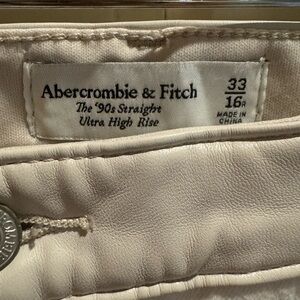 Abercrombie & Fitch
The '90s Straight
Ultra High Rise
33
16R
MADE IN
CHINA